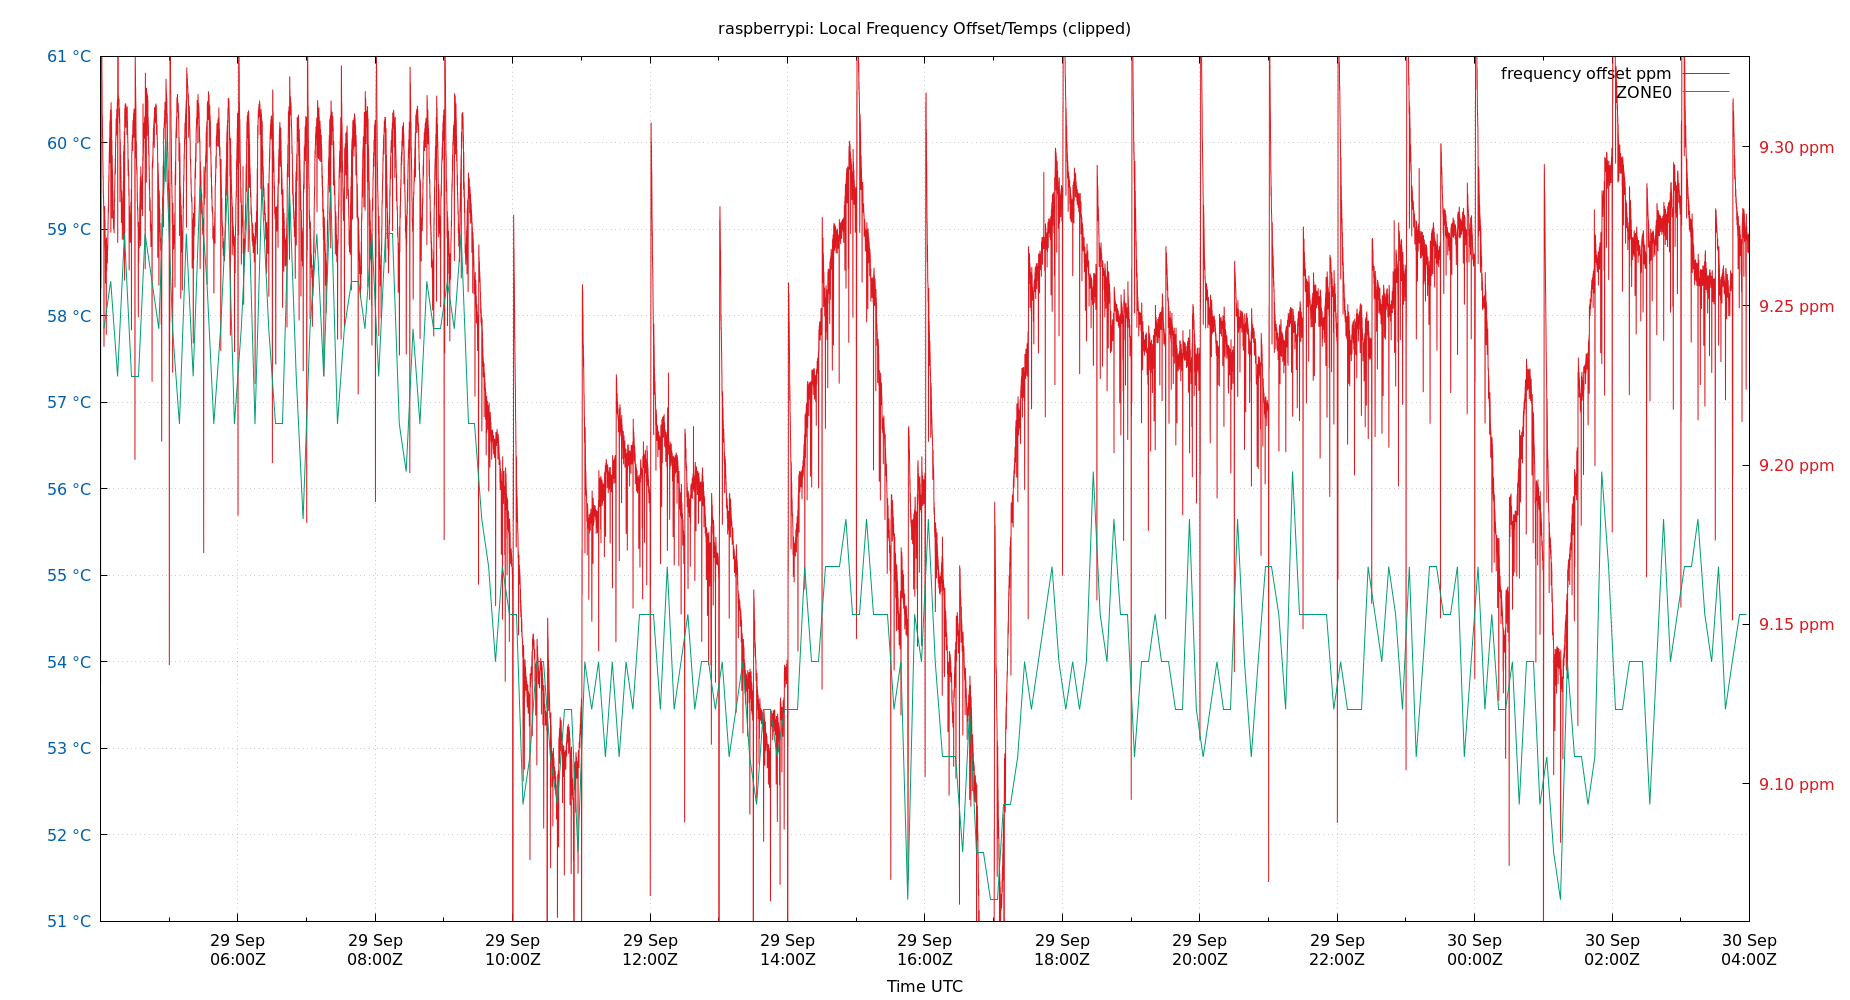 raspberrypi: Local Frequency Offset/Temps (clipped)
frequency offset ppm
ZONE0
61 °C
60 °C
59 °C
58 °C
57 °C
56 °C
55 °C
54 °C
53 °C
52 °C
51 °C
9.30 ppm
9.25 ppm
9.20 ppm
9.15 ppm
9.10 ppm
29 Sep 29 Sep 29 Sep 29 Sep 29 Sep 29 Sep 29 Sep 29 Sep 29 Sep 30 Sep 30 Sep 30 Sep
06:00Z 08:00Z 10:00Z 12:00Z 14:00Z 16:00Z 18:00Z 20:00Z 22:00Z 00:00Z 02:00Z 04:00Z
Time UTC